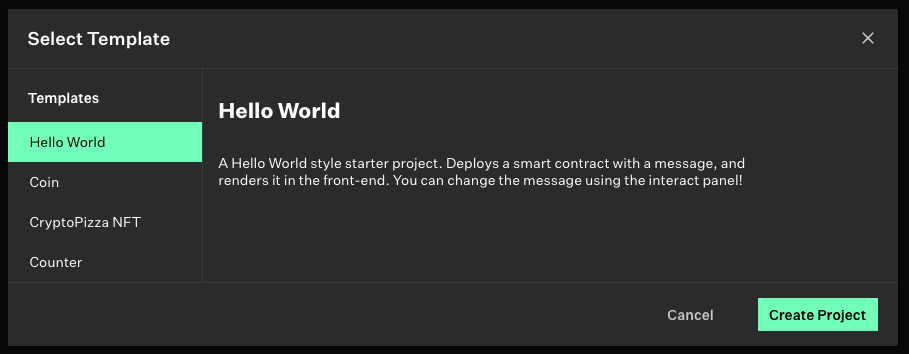 Select Template
Templates
Hello World
Coin
CryptoPizza NFT
Counter
Hello World
A Hello World style starter project. Deploys a smart contract with a message, and
renders it in the front-end. You can change the message using the interact panel!
Cancel
Create Project